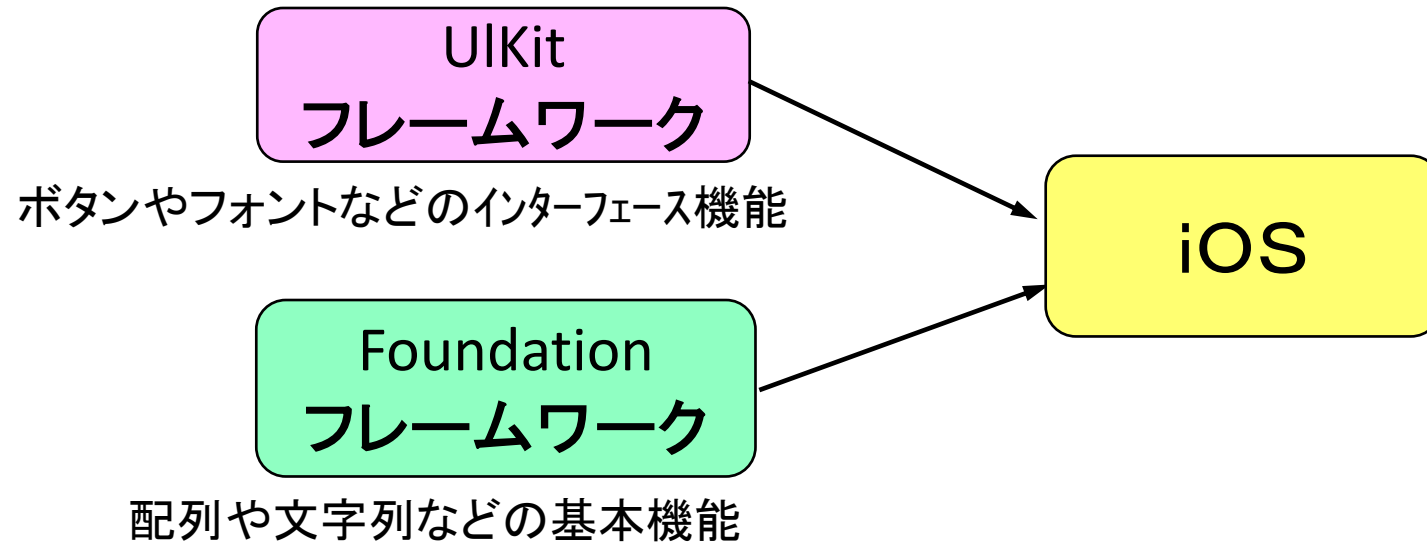 UIKit
フレームワーク
ボタンやフォントなどのインターフェース機能
iOS
Foundation
フレームワーク
配列や文字列などの基本機能